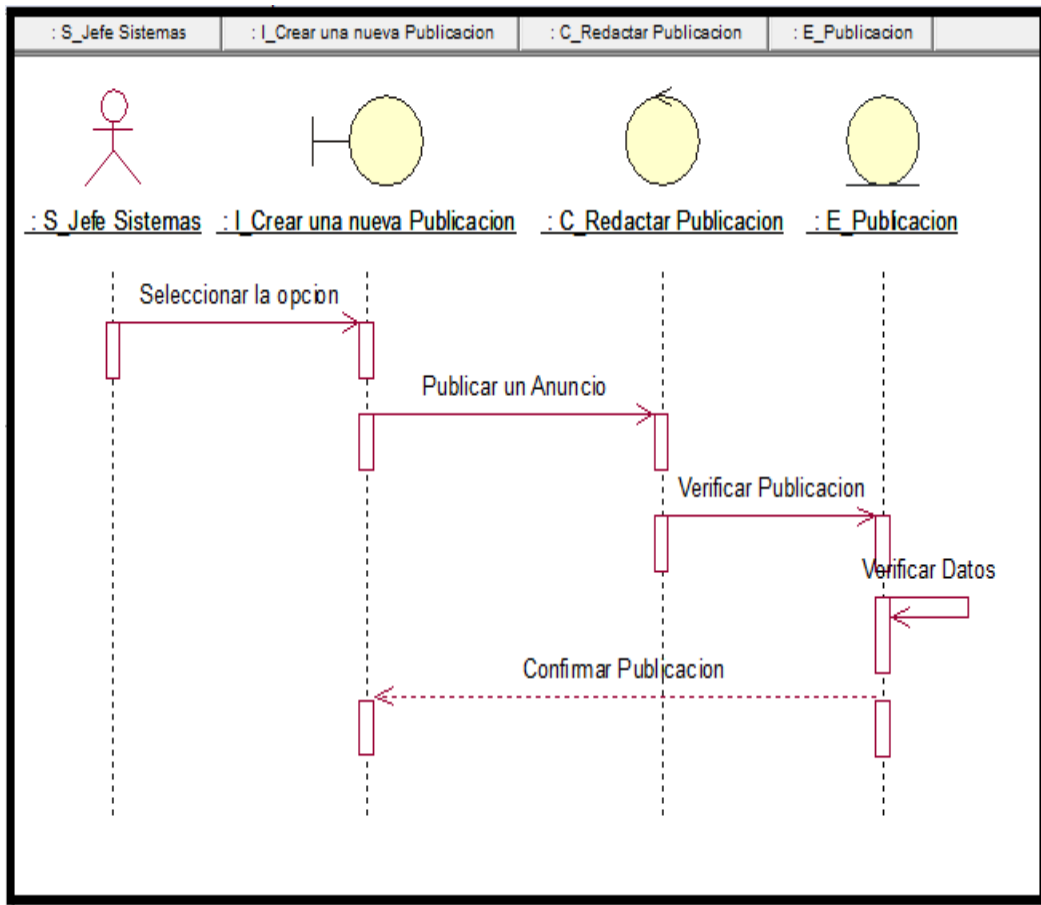 : S_Jefe Sistemas
: I_Crear una nueva Publicacion
: C_Redactar Publicacion
: E_Publicacion
: S_Jefe Sistemas
: I_Crear una nueva Publicacion
: C_Redactar Publicacion
: E_Publicacion
Seleccionar la opcion
Publicar un Anuncio
Verificar Publicacion
Verificar Datos
Confirmar Publicacion